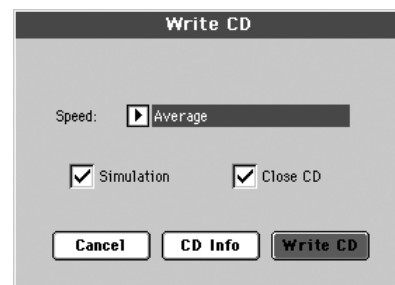 Write CD
Speed: Average
Simulation Close CD
Cancel CD Info Write CD